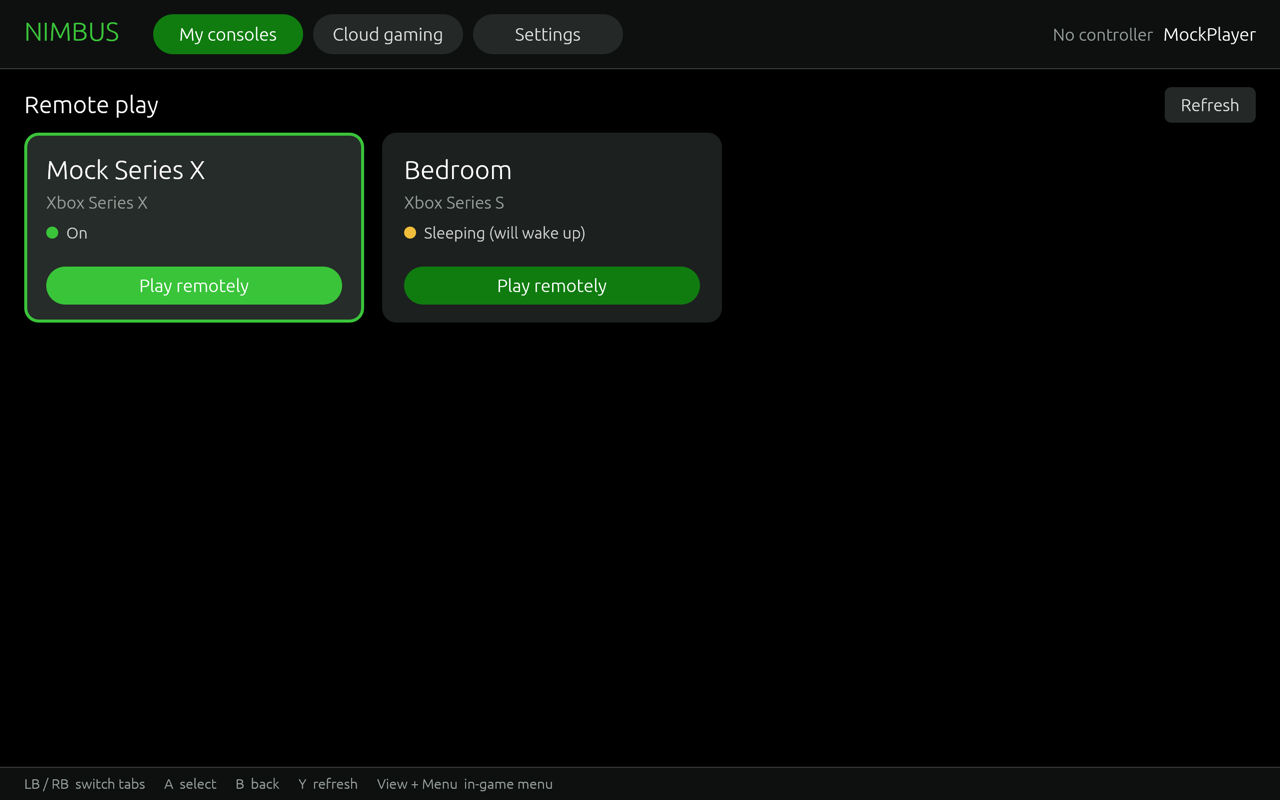 NIMBUS My consoles Cloud gaming Settings No controller MockPlayer
Remote play Refresh
Mock Series X
Xbox Series X
On
Play remotely
Bedroom
Xbox Series S
Sleeping (will wake up)
Play remotely
LB / RB switch tabs A select B back Y refresh View + Menu in-game menu